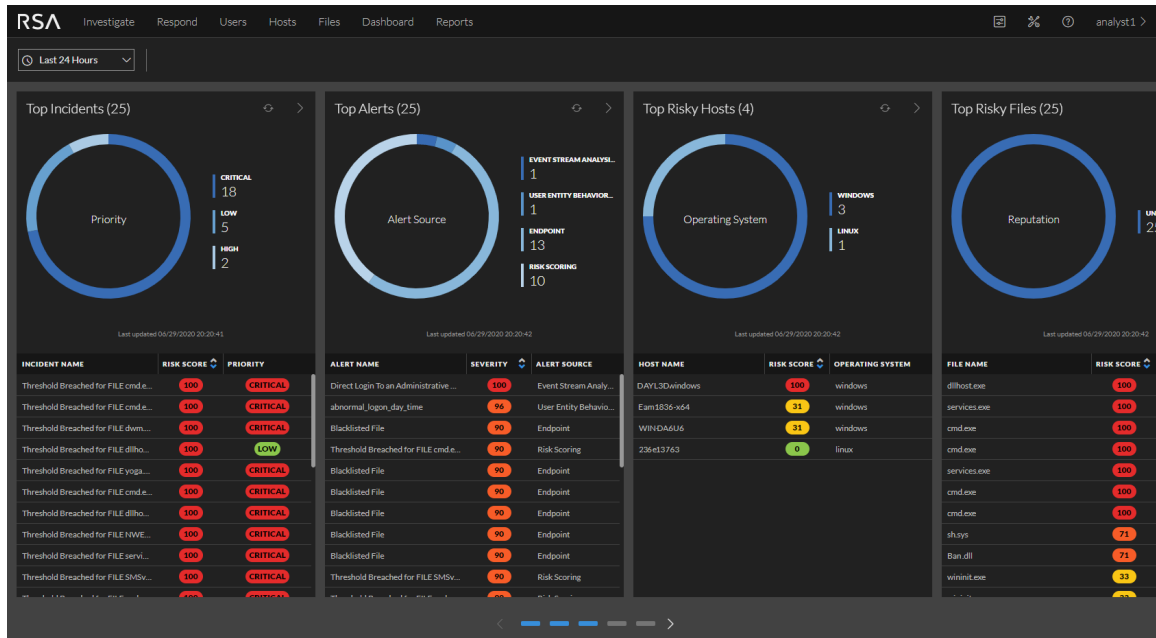 RSA Investigate Respond Users Hosts Files Dashboard Reports analyst1 >
Last 24 Hours
Top Incidents (25)
Priority
CRITICAL
18
LOW
5
HIGH
2
Last updated 06/29/2020 20:20:41
INCIDENT NAME RISK SCORE PRIORITY
Threshold Breached for FILE cmd.e... 100 CRITICAL
Threshold Breached for FILE cmd.e... 100 CRITICAL
Threshold Breached for FILE dwm.... 100 CRITICAL
Threshold Breached for FILE dllho... 100 LOW
Threshold Breached for FILE yoga.... 100 CRITICAL
Threshold Breached for FILE cmd.e... 100 CRITICAL
Threshold Breached for FILE dllho... 100 CRITICAL
Threshold Breached for FILE NWE... 100 CRITICAL
Threshold Breached for FILE servi... 100 CRITICAL
Threshold Breached for FILE SMSv... 100 CRITICAL
Top Alerts (25)
Alert Source
EVENT STREAM ANALYSI...
1
USER ENTITY BEHAVIOR...
1
ENDPOINT
13
RISK SCORING
10
Last updated 06/29/2020 20:20:42
ALERT NAME SEVERITY ALERT SOURCE
Direct Login To an Administrative ... 100 Event Stream Analy...
abnormal_logon_day_time 96 User Entity Behavio...
Blacklisted File 90 Endpoint
Threshold Breached for FILE cmd.e... 90 Risk Scoring
Blacklisted File 90 Endpoint
Blacklisted File 90 Endpoint
Blacklisted File 90 Endpoint
Blacklisted File 90 Endpoint
Blacklisted File 90 Endpoint
Threshold Breached for FILE SMSv... 90 Risk Scoring
Top Risky Hosts (4)
Operating System
WINDOWS
3
LINUX
1
Last updated 06/29/2020 20:20:42
HOST NAME RISK SCORE OPERATING SYSTEM
DAYL3Dwindows 100 windows
Eam1836-x64 31 windows
WIN-DA6U6 31 windows
236e13763 0 linux
Top Risky Files (25)
Reputation
UN
Last updated 06/29/2020 20:20:42
FILE NAME RISK SCORE
dllhost.exe 100
services.exe 100
cmd.exe 100
cmd.exe 100
services.exe 100
cmd.exe 100
cmd.exe 100
sh.sys 71
Ban.dll 71
wininit.exe 33